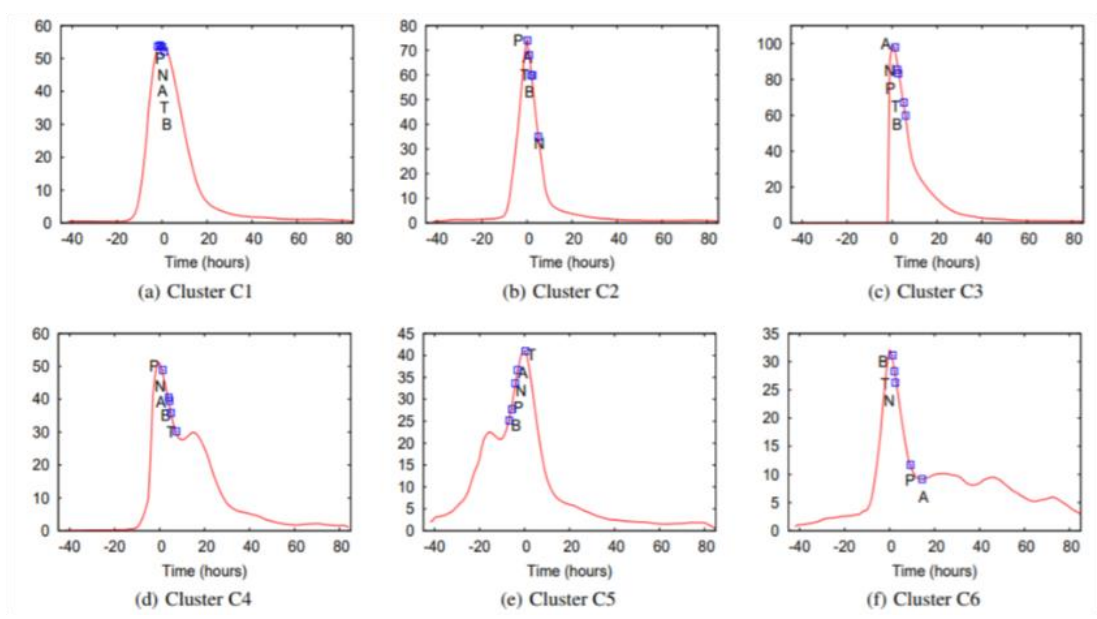 60
50
40
30
20
10
0
P
N
A
T
B
-40 -20 0 20 40 60 80
Time (hours)
(a) Cluster C1
80
70
60
50
40
30
20
10
0
P
A
T
B
N
-40 -20 0 20 40 60 80
Time (hours)
(b) Cluster C2
100
80
60
40
20
0
A
N
P
T
B
-40 -20 0 20 40 60 80
Time (hours)
(c) Cluster C3
60
50
40
30
20
10
0
P
N
A
B
T
-40 -20 0 20 40 60 80
Time (hours)
(d) Cluster C4
45
40
35
30
25
20
15
10
5
0
T
A
N
P
B
-40 -20 0 20 40 60 80
Time (hours)
(e) Cluster C5
35
30
25
20
15
10
5
0
B
T
N
P
A
-40 -20 0 20 40 60 80
Time (hours)
(f) Cluster C6